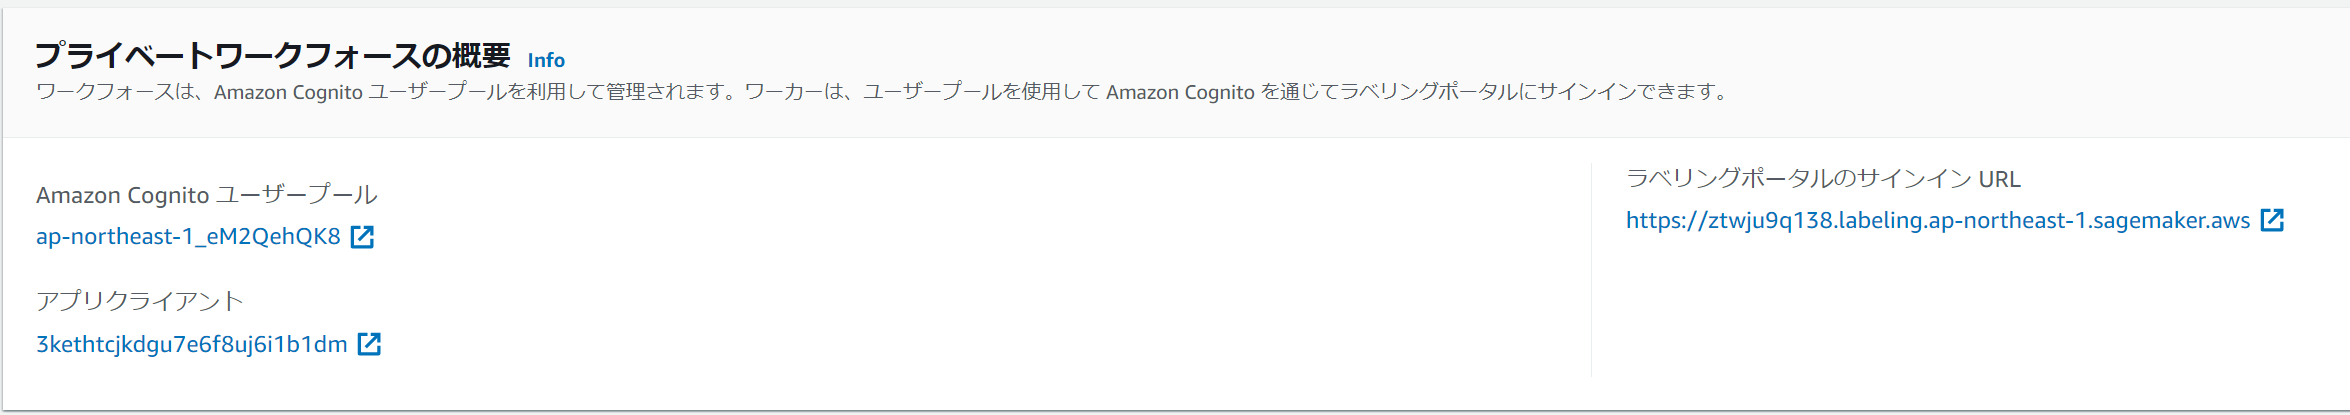 プライベートワークフォースの概要 Info
ワークフォースは、Amazon Cognito ユーザープールを利用して管理されます。ワーカーは、ユーザープールを使用して Amazon Cognito を通じてラベリングポータルにサインインできます。
Amazon Cognito ユーザープール
ap-northeast-1_eM2QehQK8
アプリクライアント
3kethtcjkdgu7e6f8uj6i1b1dm
ラベリングポータルのサインイン URL
https://ztwju9q138.labeling.ap-northeast-1.sagemaker.aws